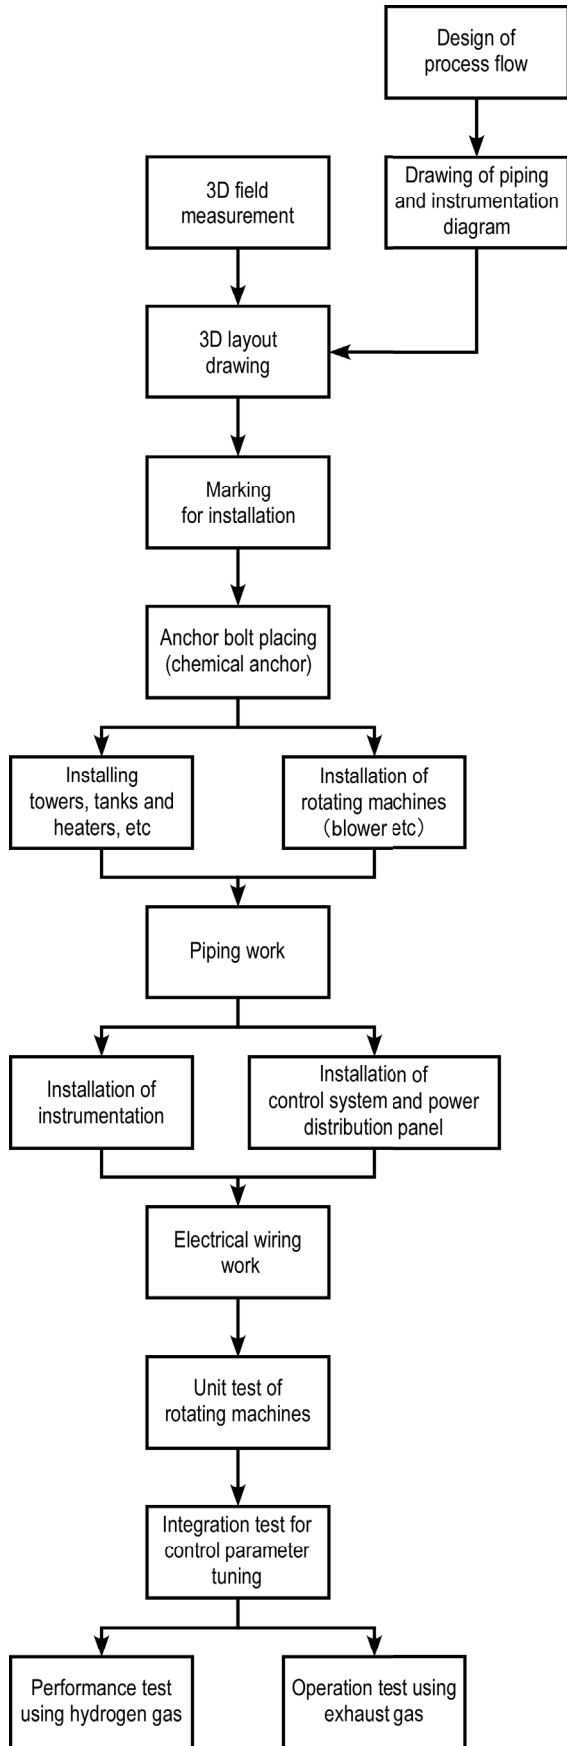 Design of
process flow
Drawing of piping
and instrumentation
diagram
3D field
measurement
3D layout
drawing
Marking
for installation
Anchor bolt placing
(chemical anchor)
Installing
towers, tanks and
heaters, etc
Installation of
rotating machines
（blower etc）
Piping work
Installation of
instrumentation
Installation of
control system and power
distribution panel
Electrical wiring
work
Unit test of
rotating machines
Integration test for
control parameter
tuning
Performance test
using hydrogen gas
Operation test using
exhaust gas